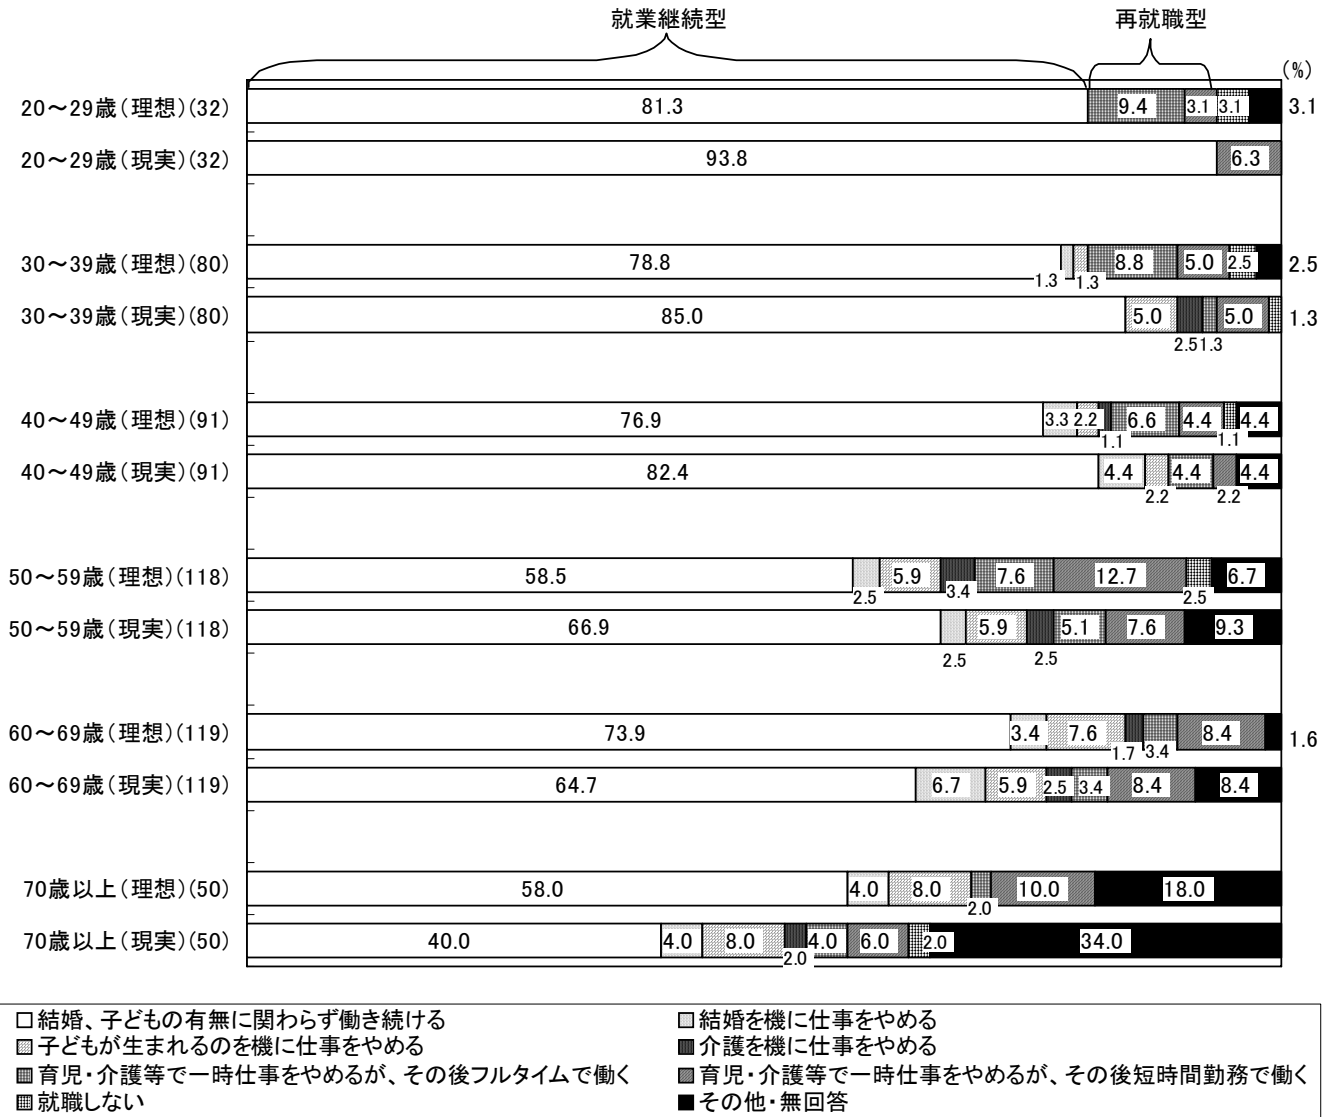 就業継続型 再就職型
(%)
20～29歳(理想)(32) 81.3 9.4 3.1 3.1 3.1
20～29歳(現実)(32) 93.8 6.3
30～39歳(理想)(80) 78.8 1.3 1.3 8.8 5.0 2.5 2.5
30～39歳(現実)(80) 85.0 5.0 2.5 1.3 5.0 1.3
40～49歳(理想)(91) 76.9 3.3 2.2 1.1 6.6 4.4 1.1 4.4
40～49歳(現実)(91) 82.4 4.4 2.2 4.4 2.2 4.4
50～59歳(理想)(118) 58.5 2.5 5.9 3.4 7.6 12.7 2.5 6.7
50～59歳(現実)(118) 66.9 2.5 5.9 2.5 5.1 7.6 9.3
60～69歳(理想)(119) 73.9 3.4 7.6 1.7 3.4 8.4 1.6
60～69歳(現実)(119) 64.7 6.7 5.9 2.5 3.4 8.4 8.4
70歳以上(理想)(50) 58.0 4.0 8.0 2.0 10.0 18.0
70歳以上(現実)(50) 40.0 4.0 8.0 2.0 4.0 6.0 2.0 34.0
結婚、子どもの有無に関わらず働き続ける 結婚を機に仕事をやめる
子どもが生まれるのを機に仕事をやめる 介護を機に仕事をやめる
育児・介護等で一時仕事をやめるが、その後フルタイムで働く 育児・介護等で一時仕事をやめるが、その後短時間勤務で働く
就職しない その他・無回答